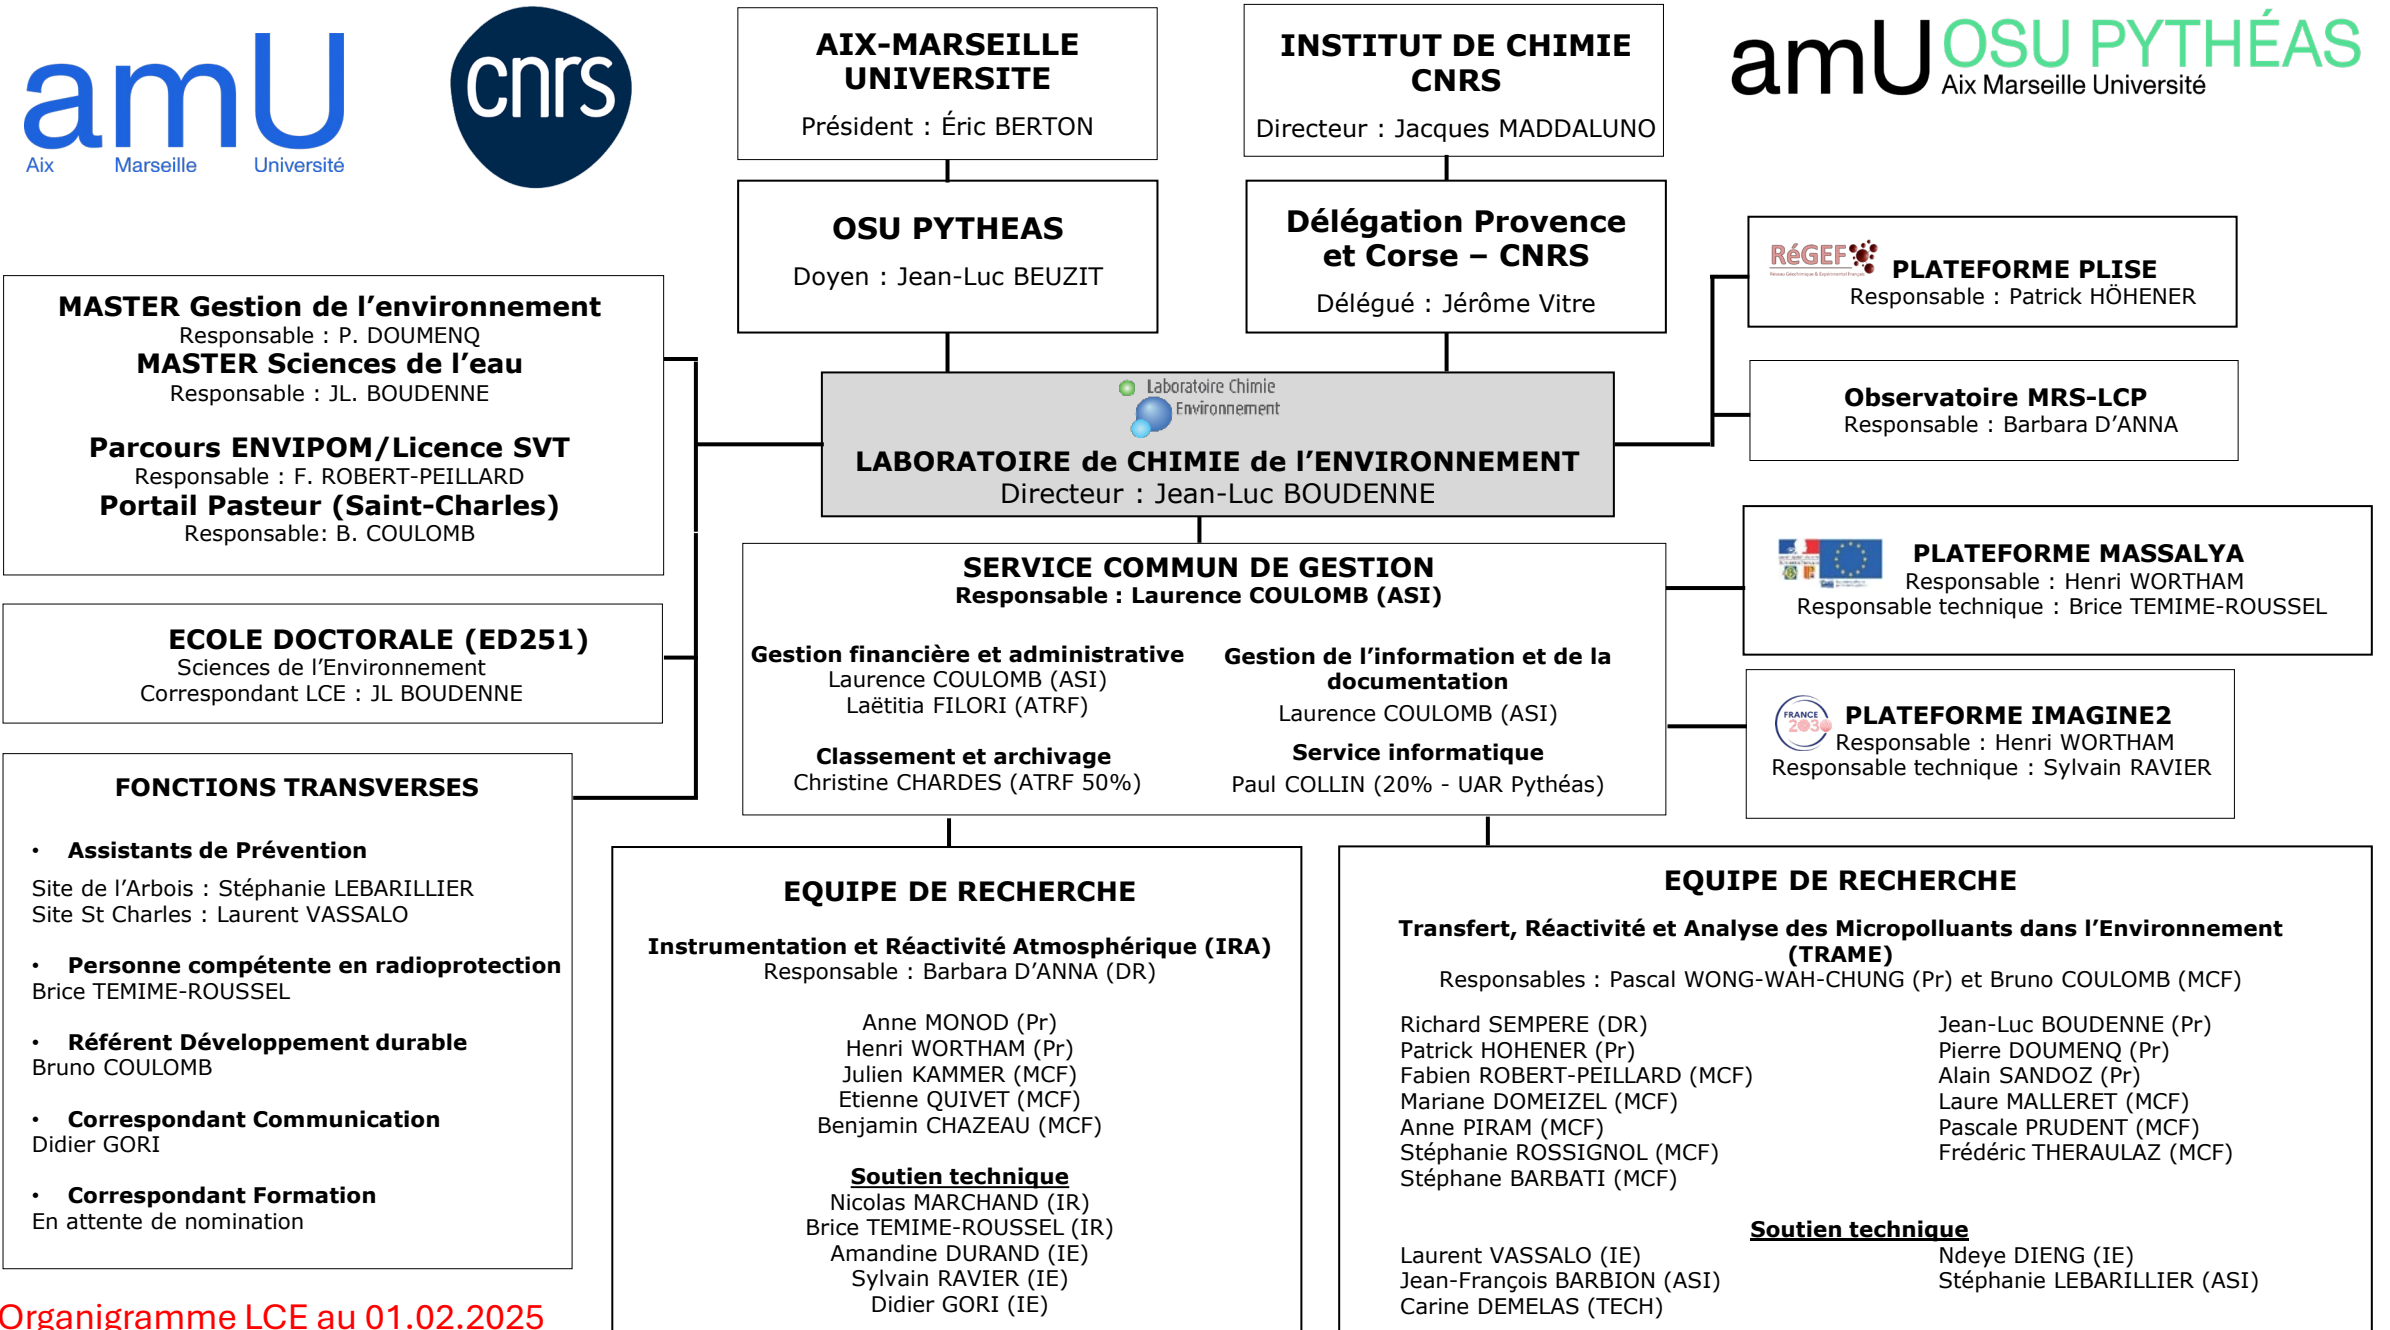 amU
Aix Marseille Université
cnrs
AIX-MARSEILLE
UNIVERSITE
Président : Éric BERTON
INSTITUT DE CHIMIE
CNRS
Directeur : Jacques MADDALUNO
amU OSU PYTHÉAS
Aix Marseille Université
OSU PYTHEAS
Doyen : Jean-Luc BEUZIT
Délégation Provence
et Corse – CNRS
Délégué : Jérôme Vitre
RéGEF
PLATEFORME PLISE
Responsable : Patrick HÖHENER
Observatoire MRS-LCP
Responsable : Barbara D’ANNA
MASTER Gestion de l’environnement
Responsable : P. DOUMENQ
MASTER Sciences de l’eau
Responsable : JL. BOUDENNE
Parcours ENVIPOM/Licence SVT
Responsable : F. ROBERT-PEILLARD
Portail Pasteur (Saint-Charles)
Responsable: B. COULOMB
Laboratoire Chimie
Environnement
LABORATOIRE de CHIMIE de l’ENVIRONNEMENT
Directeur : Jean-Luc BOUDENNE
ECOLE DOCTORALE (ED251)
Sciences de l’Environnement
Correspondant LCE : JL BOUDENNE
SERVICE COMMUN DE GESTION
Responsable : Laurence COULOMB (ASI)
Gestion financière et administrative
Laurence COULOMB (ASI)
Laëtitia FILORI (ATRF)
Classement et archivage
Christine CHARDES (ATRF 50%)
Gestion de l’information et de la
documentation
Laurence COULOMB (ASI)
Service informatique
Paul COLLIN (20% - UAR Pythéas)
PLATEFORME MASSALYA
Responsable : Henri WORTHAM
Responsable technique : Brice TEMIME-ROUSSEL
FRANCE
2030
PLATEFORME IMAGINE2
Responsable : Henri WORTHAM
Responsable technique : Sylvain RAVIER
FONCTIONS TRANSVERSES
• Assistants de Prévention
Site de l’Arbois : Stéphanie LEBARILLIER
Site St Charles : Laurent VASSALO
• Personne compétente en radioprotection
Brice TEMIME-ROUSSEL
• Référent Développement durable
Bruno COULOMB
• Correspondant Communication
Didier GORI
• Correspondant Formation
En attente de nomination
EQUIPE DE RECHERCHE
Instrumentation et Réactivité Atmosphérique (IRA)
Responsable : Barbara D’ANNA (DR)
Anne MONOD (Pr)
Henri WORTHAM (Pr)
Julien KAMMER (MCF)
Etienne QUIVET (MCF)
Benjamin CHAZEAU (MCF)
Soutien technique
Nicolas MARCHAND (IR)
Brice TEMIME-ROUSSEL (IR)
Amandine DURAND (IE)
Sylvain RAVIER (IE)
Didier GORI (IE)
EQUIPE DE RECHERCHE
Transfert, Réactivité et Analyse des Micropolluants dans l’Environnement
(TRAME)
Responsables : Pascal WONG-WAH-CHUNG (Pr) et Bruno COULOMB (MCF)
Richard SEMPERE (DR)
Patrick HOHENER (Pr)
Fabien ROBERT-PEILLARD (MCF)
Mariane DOMEIZEL (MCF)
Anne PIRAM (MCF)
Stéphanie ROSSIGNOL (MCF)
Stéphane BARBATI (MCF)
Jean-Luc BOUDENNE (Pr)
Pierre DOUMENQ (Pr)
Alain SANDOZ (Pr)
Laure MALLERET (MCF)
Pascale PRUDENT (MCF)
Frédéric THERAULAZ (MCF)
Soutien technique
Laurent VASSALO (IE)
Jean-François BARBION (ASI)
Carine DEMELAS (TECH)
Ndeye DIENG (IE)
Stéphanie LEBARILLIER (ASI)
Organigramme LCE au 01.02.2025